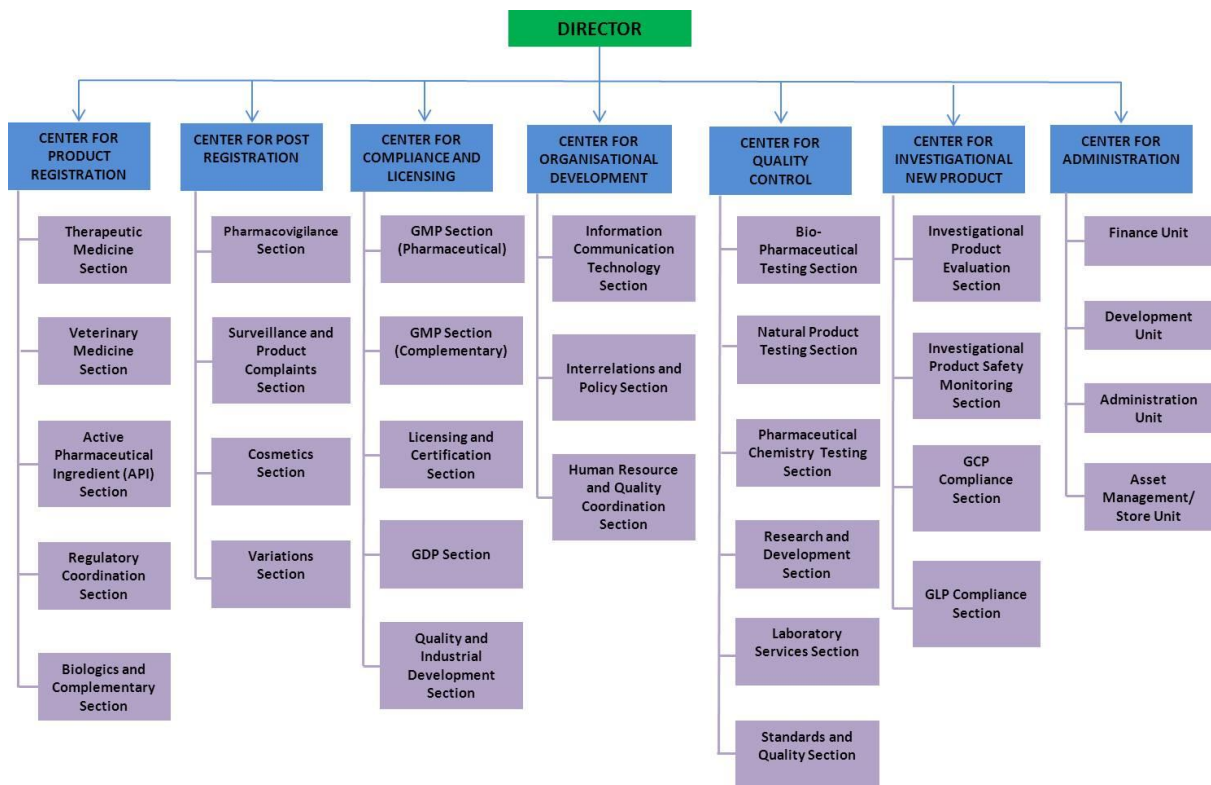 DIRECTOR
CENTER FOR
PRODUCT
REGISTRATION
Therapeutic
Medicine
Section
Veterinary
Medicine
Section
Active
Pharmaceutical
Ingredient (API)
Section
Regulatory
Coordination
Section
Biologics and
Complementary
Section
CENTER FOR POST
REGISTRATION
Pharmacovigilance
Section
Surveillance and
Product
Complaints
Section
Cosmetics
Section
Variations
Section
CENTER FOR
COMPLIANCE AND
LICENSING
GMP Section
(Pharmaceutical)
GMP Section
(Complementary)
Licensing and
Certification
Section
GDP Section
Quality and
Industrial
Development
Section
CENTER FOR
ORGANISATIONAL
DEVELOPMENT
Information
Communication
Technology
Section
Interrelations and
Policy Section
Human Resource
and Quality
Coordination
Section
CENTER FOR
QUALITY
CONTROL
Bio-
Pharmaceutical
Testing Section
Natural Product
Testing Section
Pharmaceutical
Chemistry Testing
Section
Research and
Development
Section
Laboratory
Services Section
Standards and
Quality Section
CENTER FOR
INVESTIGATIONAL
NEW PRODUCT
Investigational
Product
Evaluation
Section
Investigational
Product Safety
Monitoring
Section
GCP
Compliance
Section
GLP Compliance
Section
CENTER FOR
ADMINISTRATION
Finance Unit
Development
Unit
Administration
Unit
Asset
Management/
Store Unit